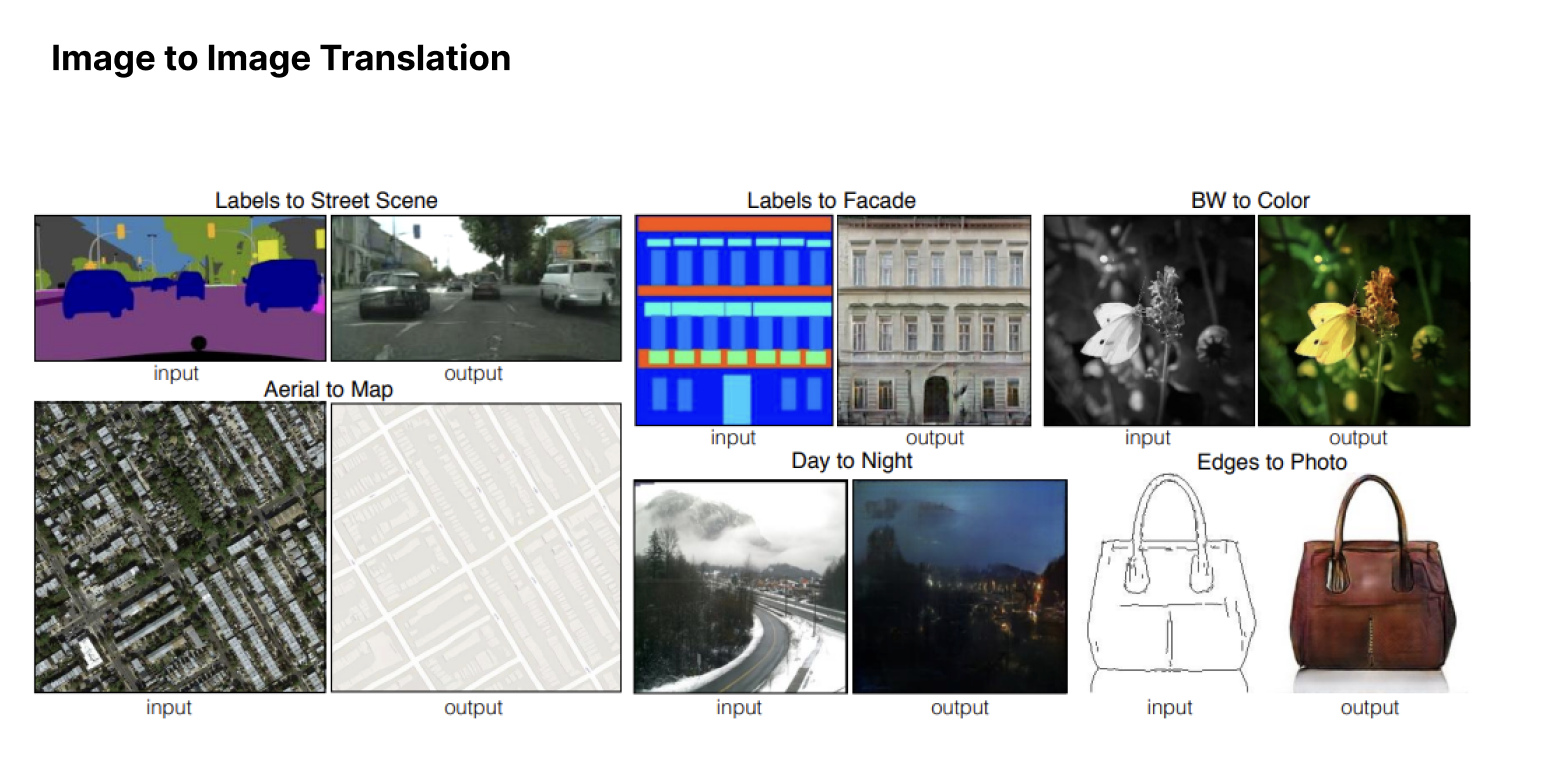 Image to Image Translation
Labels to Street Scene
input
output
Aerial to Map
input
output
Labels to Facade
input
output
BW to Color
input
output
Day to Night
input
output
Edges to Photo
input
output